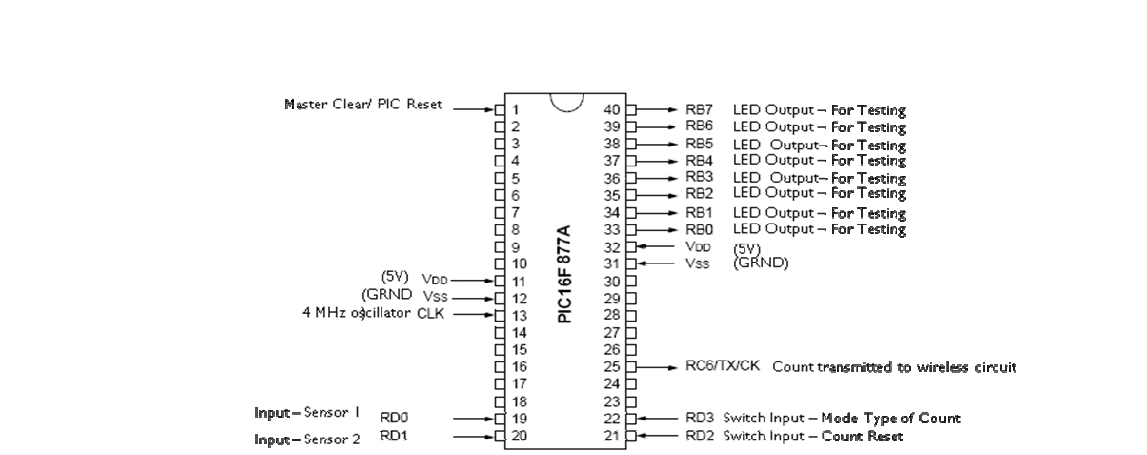 Master Clear/ PIC Reset 1 40 RB7 LED Output – For Testing
2 39 RB6 LED Output – For Testing
3 38 RB5 LED Output– For Testing
4 37 RB4 LED Output – For Testing
5 36 RB3 LED Output– For Testing
6 35 RB2 LED Output – For Testing
7 34 RB1 LED Output – For Testing
8 33 RB0 LED Output – For Testing
9 32 VDD (5V)
10 31 VSS (GRND)
(5V) VDD 11 30
(GRND VSS 12 29
4 MHz o)scillator CLK 13 28
14 27
15 26
16 25 RC6/TX/CK Count transmitted to wireless circuit
17 24
18 23
Input– Sensor 1 RD0 19 22 RD3 Switch Input – Mode Type of Count
Input– Sensor 2 RD1 20 21 RD2 Switch Input – Count Reset
PIC16F877A